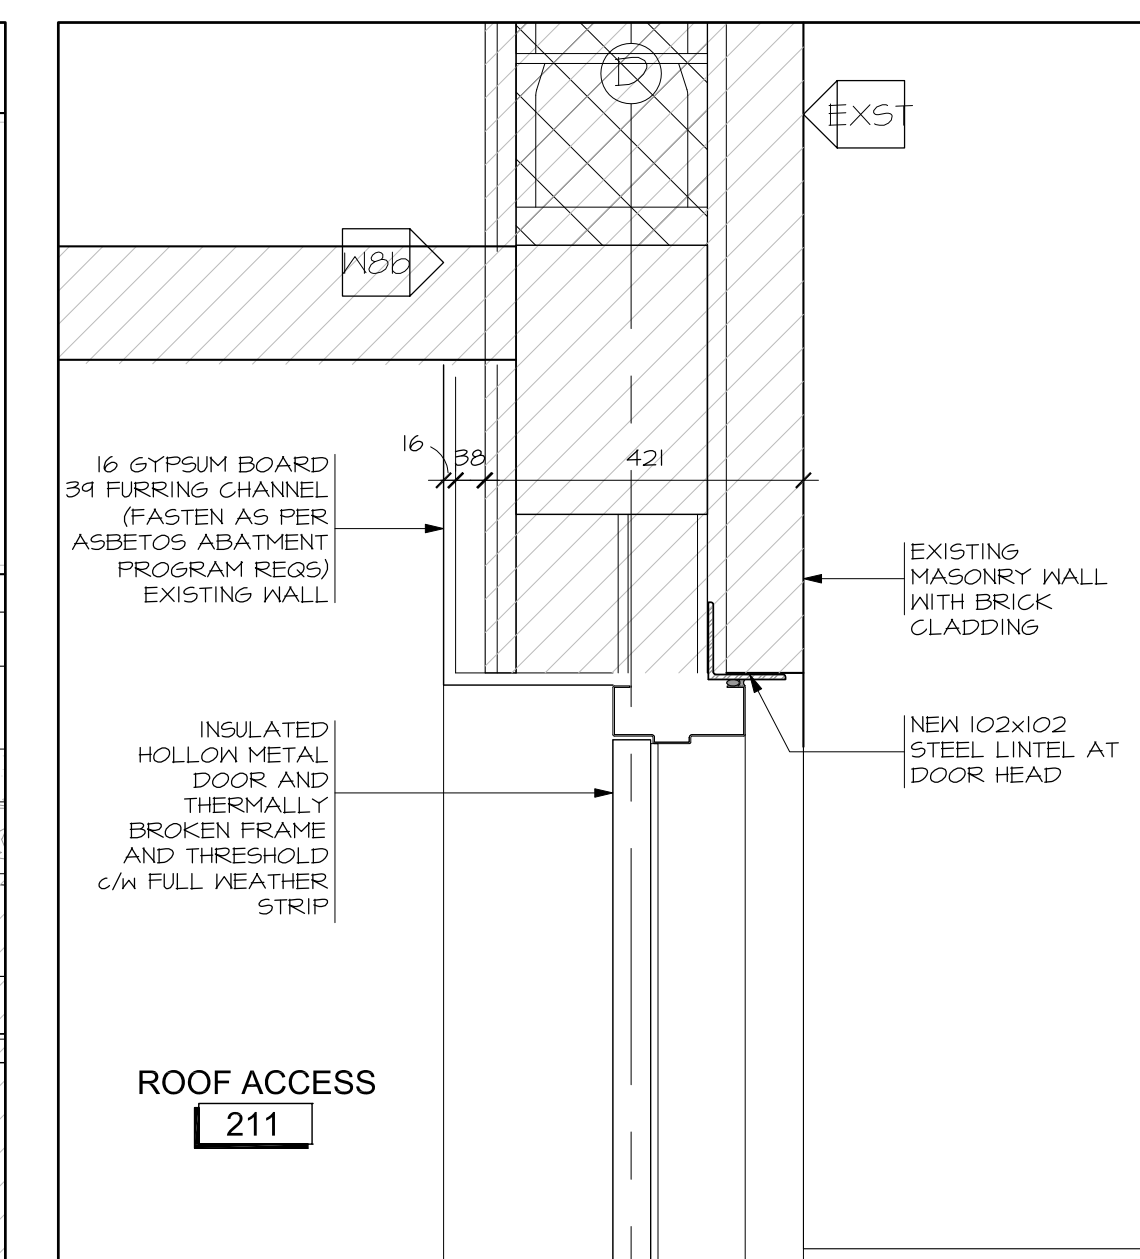 D
EXST
W8b
16
38
421
16 GYPSUM BOARD
39 FURRING CHANNEL
(FASTEN AS PER
ASBETOS ABATMENT
PROGRAM REQS)
EXISTING WALL
EXISTING
MASONRY WALL
WITH BRICK
CLADDING
INSULATED
HOLLOW METAL
DOOR AND
THERMALLY
BROKEN FRAME
AND THRESHOLD
c/w FULL WEATHER
STRIP
NEW 102x102
STEEL LINTEL AT
DOOR HEAD
ROOF ACCESS
211